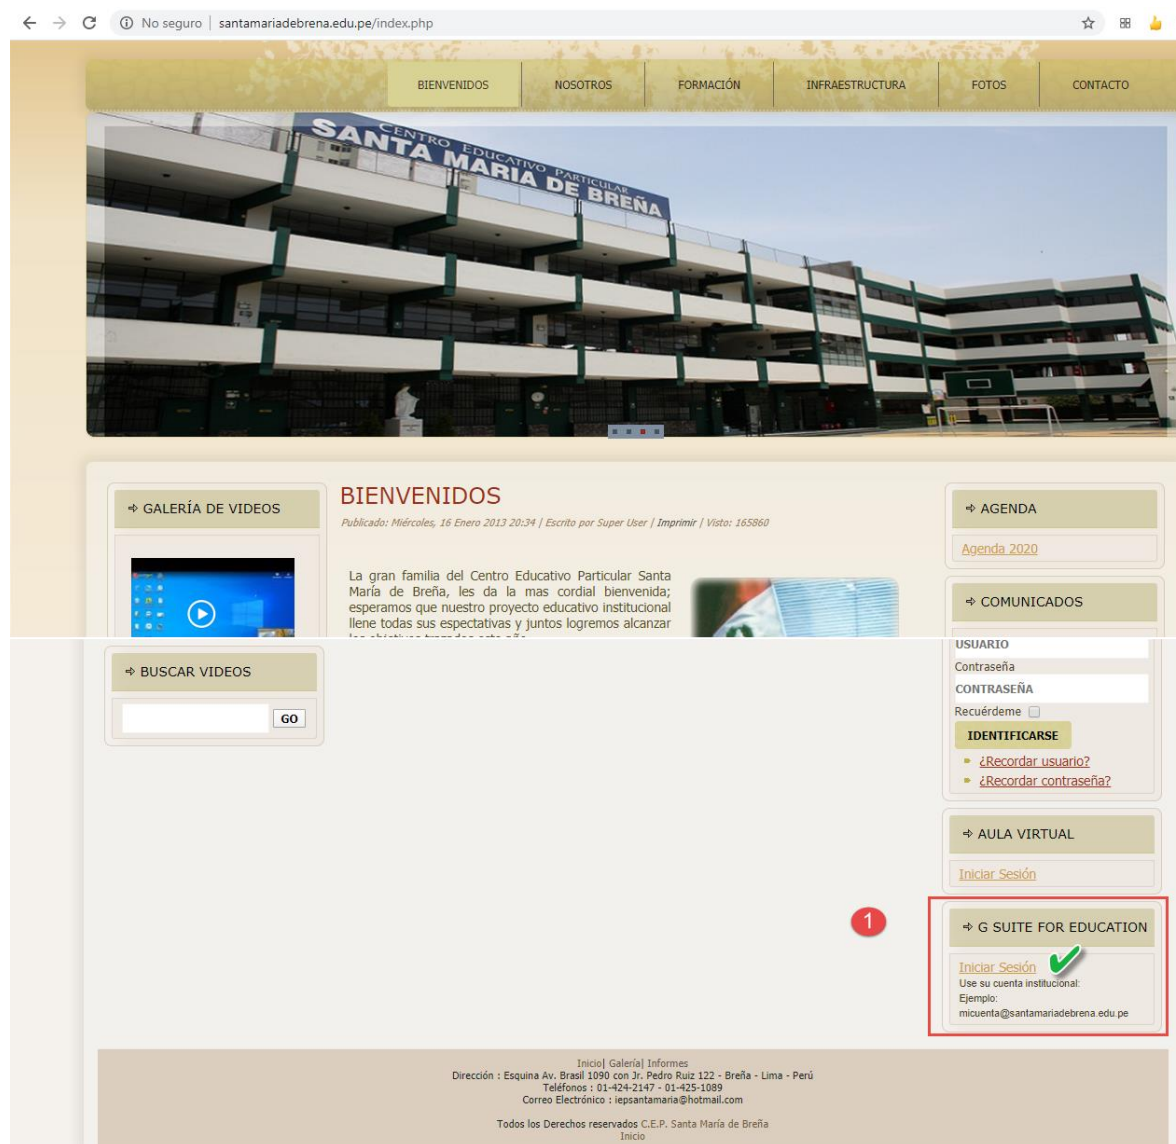 No seguro | santamariadebrena.edu.pe/index.php
BIENVENIDOS
NOSOTROS
FORMACIÓN
INFRAESTRUCTURA
FOTOS
CONTACTO
CENTRO EDUCATIVO PARTICULAR
SANTA MARIA DE BREÑA
GALERÍA DE VIDEOS
BIENVENIDOS
Publicado: Miércoles, 16 Enero 2013 20:34 | Escrito por Super User | Imprimir | Visto: 165860
La gran familia del Centro Educativo Particular Santa
María de Breña, les da la mas cordial bienvenida;
esperamos que nuestro proyecto educativo institucional
llene todas sus espectativas y juntos logremos alcanzar
AGENDA
Agenda 2020
COMUNICADOS
BUSCAR VIDEOS
GO
USUARIO
Contraseña
CONTRASEÑA
Recuérdeme
IDENTIFICARSE
¿Recordar usuario?
¿Recordar contraseña?
AULA VIRTUAL
Iniciar Sesión
1
G SUITE FOR EDUCATION
Iniciar Sesión
Use su cuenta institucional:
Ejemplo:
micuenta@santamariadebrena.edu.pe
Inicio| Galería| Informes
Dirección : Esquina Av. Brasil 1090 con Jr. Pedro Ruiz 122 - Breña - Lima - Perú
Teléfonos : 01-424-2147 - 01-425-1089
Correo Electrónico : iepsantamaria@hotmail.com
Todos los Derechos reservados C.E.P. Santa María de Breña
Inicio